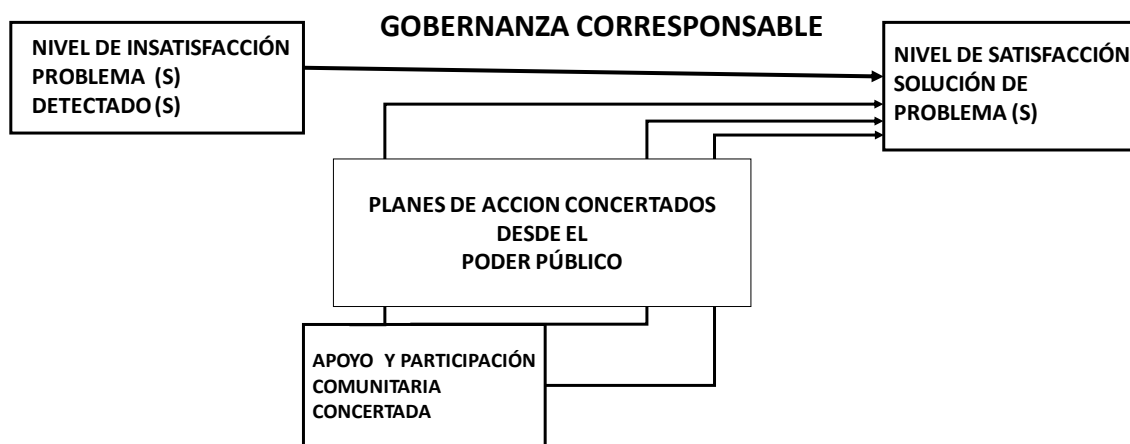 GOBERNANZA CORRESPONSABLE
NIVEL DE INSATISFACCIÓN
PROBLEMA (S)
DETECTADO (S)
NIVEL DE SATISFACCIÓN
SOLUCIÓN DE
PROBLEMA (S)
PLANES DE ACCION CONCERTADOS
DESDE EL
PODER PÚBLICO
APOYO Y PARTICIPACIÓN
COMUNITARIA
CONCERTADA